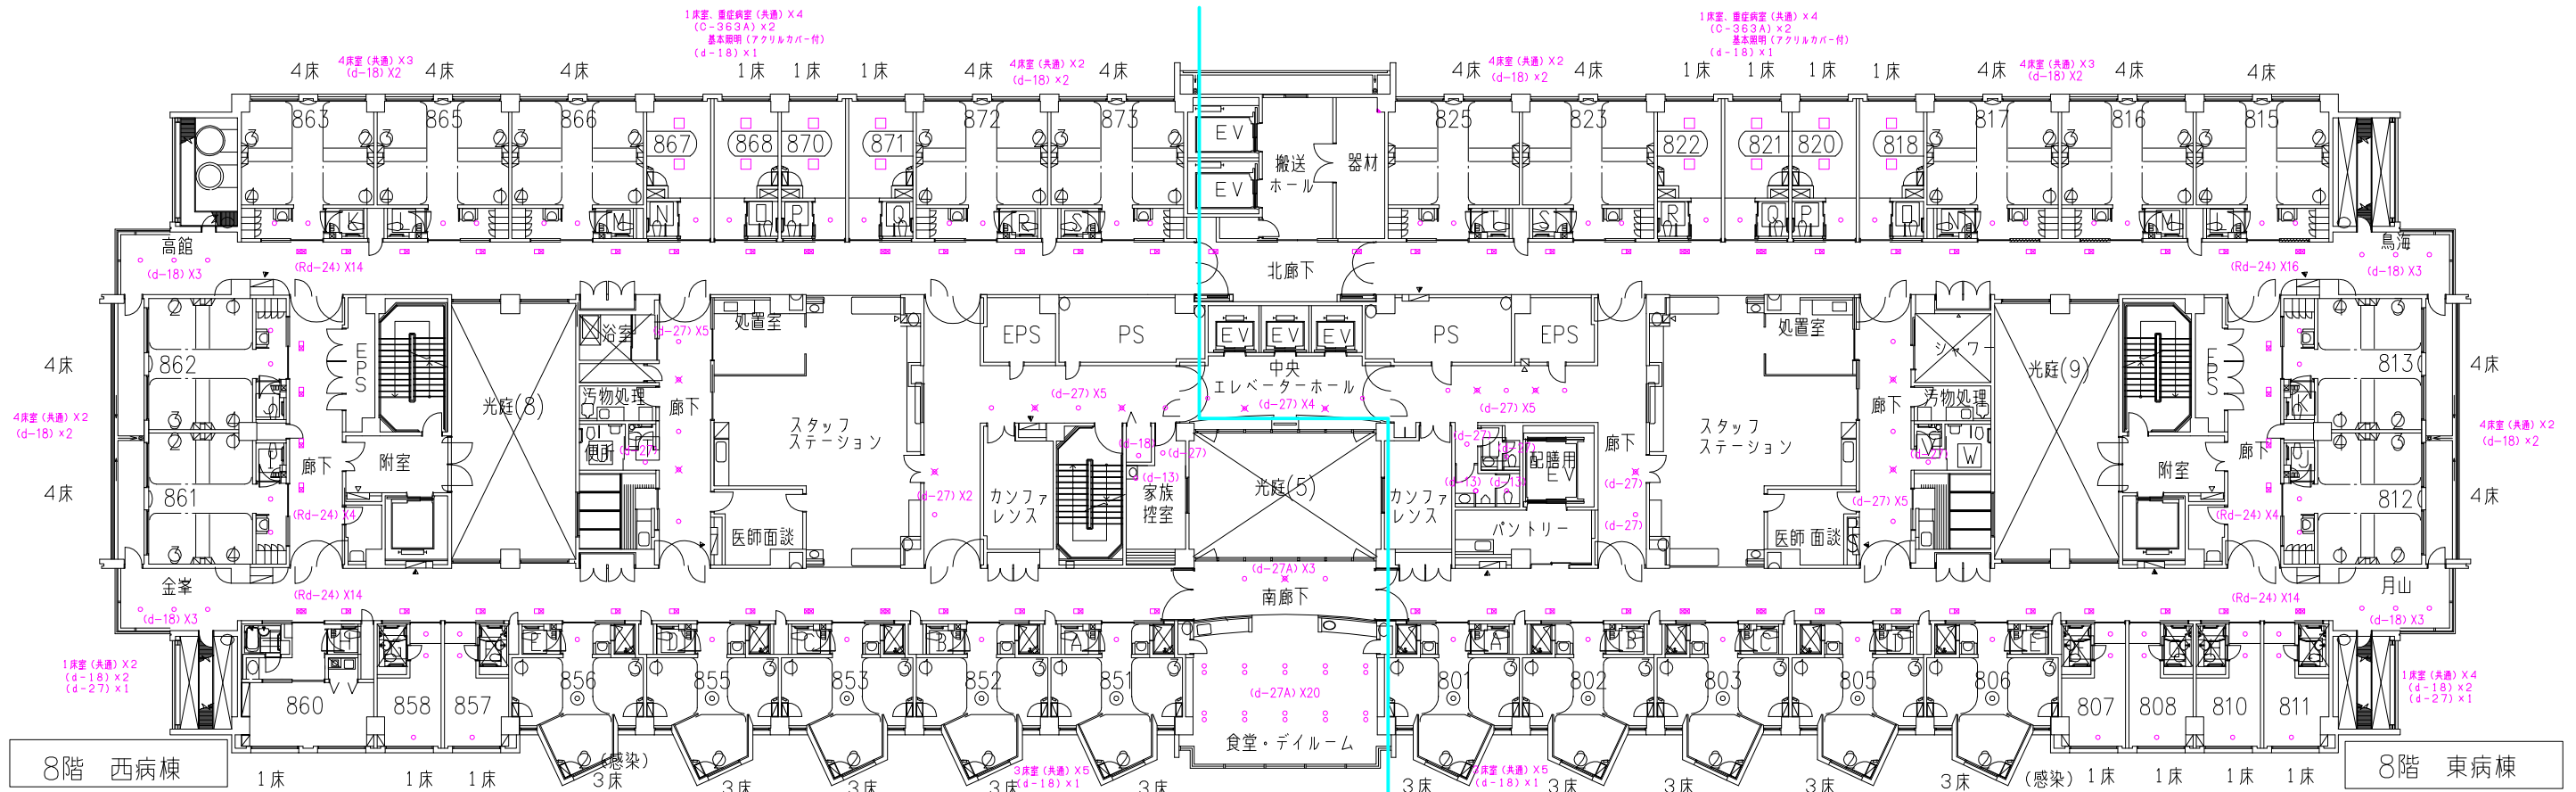 1床室、重症病室（共通）×4
(C-363A)×2
基本照明（アクリルカバー付）
(d-18)×1
1床室、重症病室（共通）×4
(C-363A)×2
基本照明（アクリルカバー付）
(d-18)×1
4床室（共通）X3
(d-18) X2
4床室（共通）×2
(d-18)×2
4床室（共通）×2
(d-18)×2
4床室（共通）X3
(d-18) X2
4床 4床 4床 1床 1床 1床 4床 4床 4床 4床 1床 1床 1床 1床 4床 4床 4床
863 865 866 867 868 870 871 872 873 825 823 822 821 820 818 817 816 815
EV
EV
搬送
ホール
器材
K L M N O P Q R S T S R Q P O N M L
高館
鳥海
(d-18) X3
(Rd-24) X14
北廊下
(Rd-24) X16
(d-18) X3
浴室
(d-27) X5
処置室
EPS
PS
EV EV EV
PS
EPS
処置室
シャワー
光庭(9)
EPS
EPS
4床
862
813
4床
中央
エレベーターホール
(d-27) X4
汚物処理
廊下
光庭(8)
スタッフ
ステーション
(d-27) X5
(d-27) X5
スタッフ
ステーション
廊下
汚物処理
4床室（共通）X2
(d-18)×2
4床室（共通）X2
(d-18)×2
便所
(d-27)
(d-18)
(d-27)
(d-13)
(d-27)
(d-27)
(d-13)
(d-13)
配膳用
EV
廊下
(d-27)
(d-27)
(d-27)
W
4床
861
廊下
附室
(Rd-24) X4
医師面談
(d-27) X2
カンファ
レンス
家族
控室
光庭(5)
カンファ
レンス
パントリー
医師 面談
(d-27) X5
附室
廊下
(Rd-24) X4
812
4床
金峯
(d-18) X3
(Rd-24) X14
(d-27A) X3
南廊下
(Rd-24) X14
月山
(d-18) X3
F E D C B A A B C D E
1床室（共通）X2
(d-18)×2
(d-27)×1
860 858 857 856 855 853 852 851
(d-27A) X20
食堂・デイルーム
801 802 803 805 806 807 808 810 811
1床室（共通）X4
(d-18)×2
(d-27)×1
8階 西病棟
1床 1床 1床 (感染) 3床 3床 3床 3床 3床
3床室（共通）X5
(d-18)×1
3床室（共通）X5
(d-18)×1
3床 3床 3床 3床 3床 (感染) 1床 1床 1床 1床
8階 東病棟